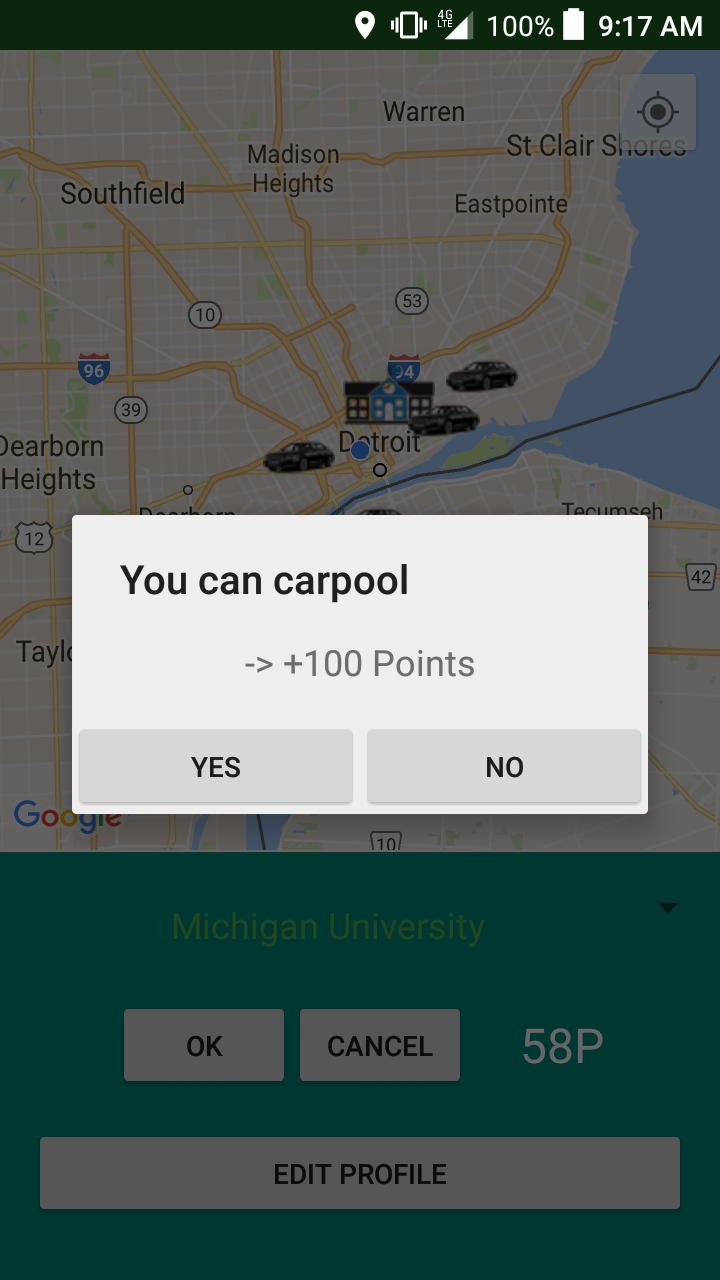 4G
LTE
100%
9:17 AM
Warren
Madison
Heights
St Clair Shores
Southfield
Eastpointe
10
53
96
94
39
Detroit
Dearborn
Heights
Dearborn
Tecumseh
12
42
You can carpool
-> +100 Points
YES
NO
Google
10
Michigan University
OK
CANCEL
58P
EDIT PROFILE